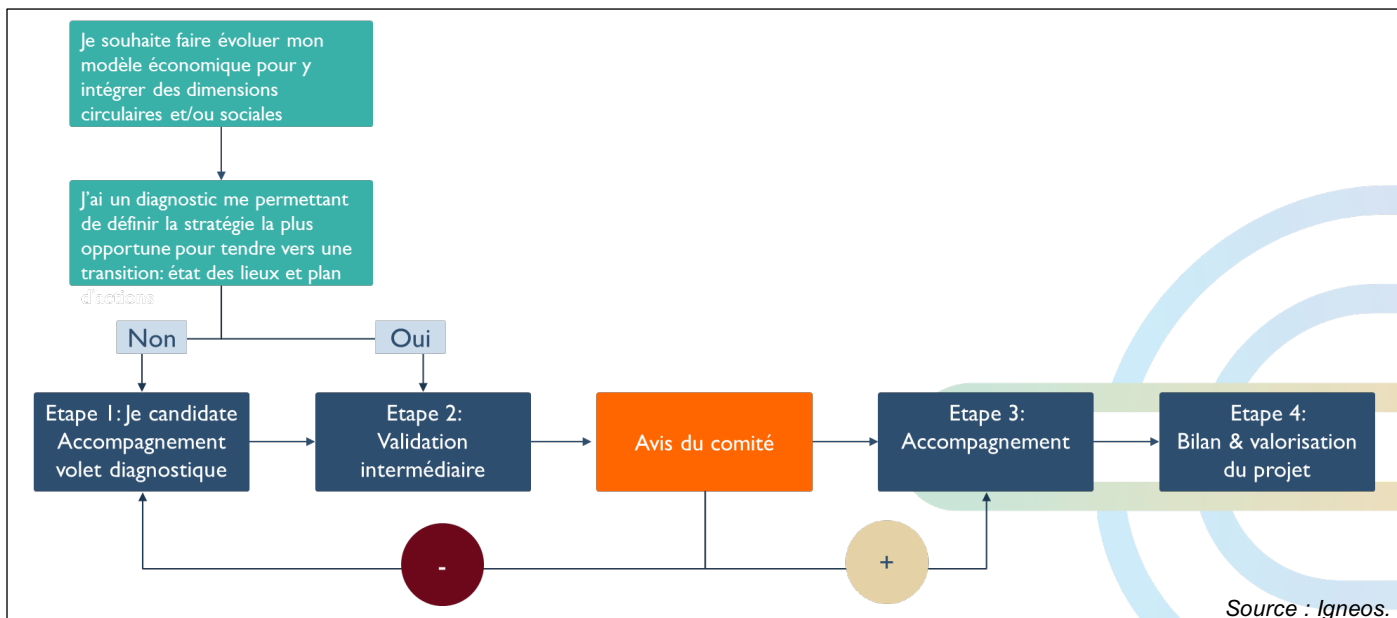 Je souhaite faire évoluer mon
modèle économique pour y
intégrer des dimensions
circulaires et/ou sociales
J'ai un diagnostic me permettant
de définir la stratégie la plus
opportune pour tendre vers une
transition: état des lieux et plan
d'actions
Non
Oui
Etape 1: Je candidate
Accompagnement
volet diagnostique
Etape 2:
Validation
intermédiaire
Avis du comité
Etape 3:
Accompagnement
Etape 4:
Bilan & valorisation
du projet
-
+
Source : Igneos.